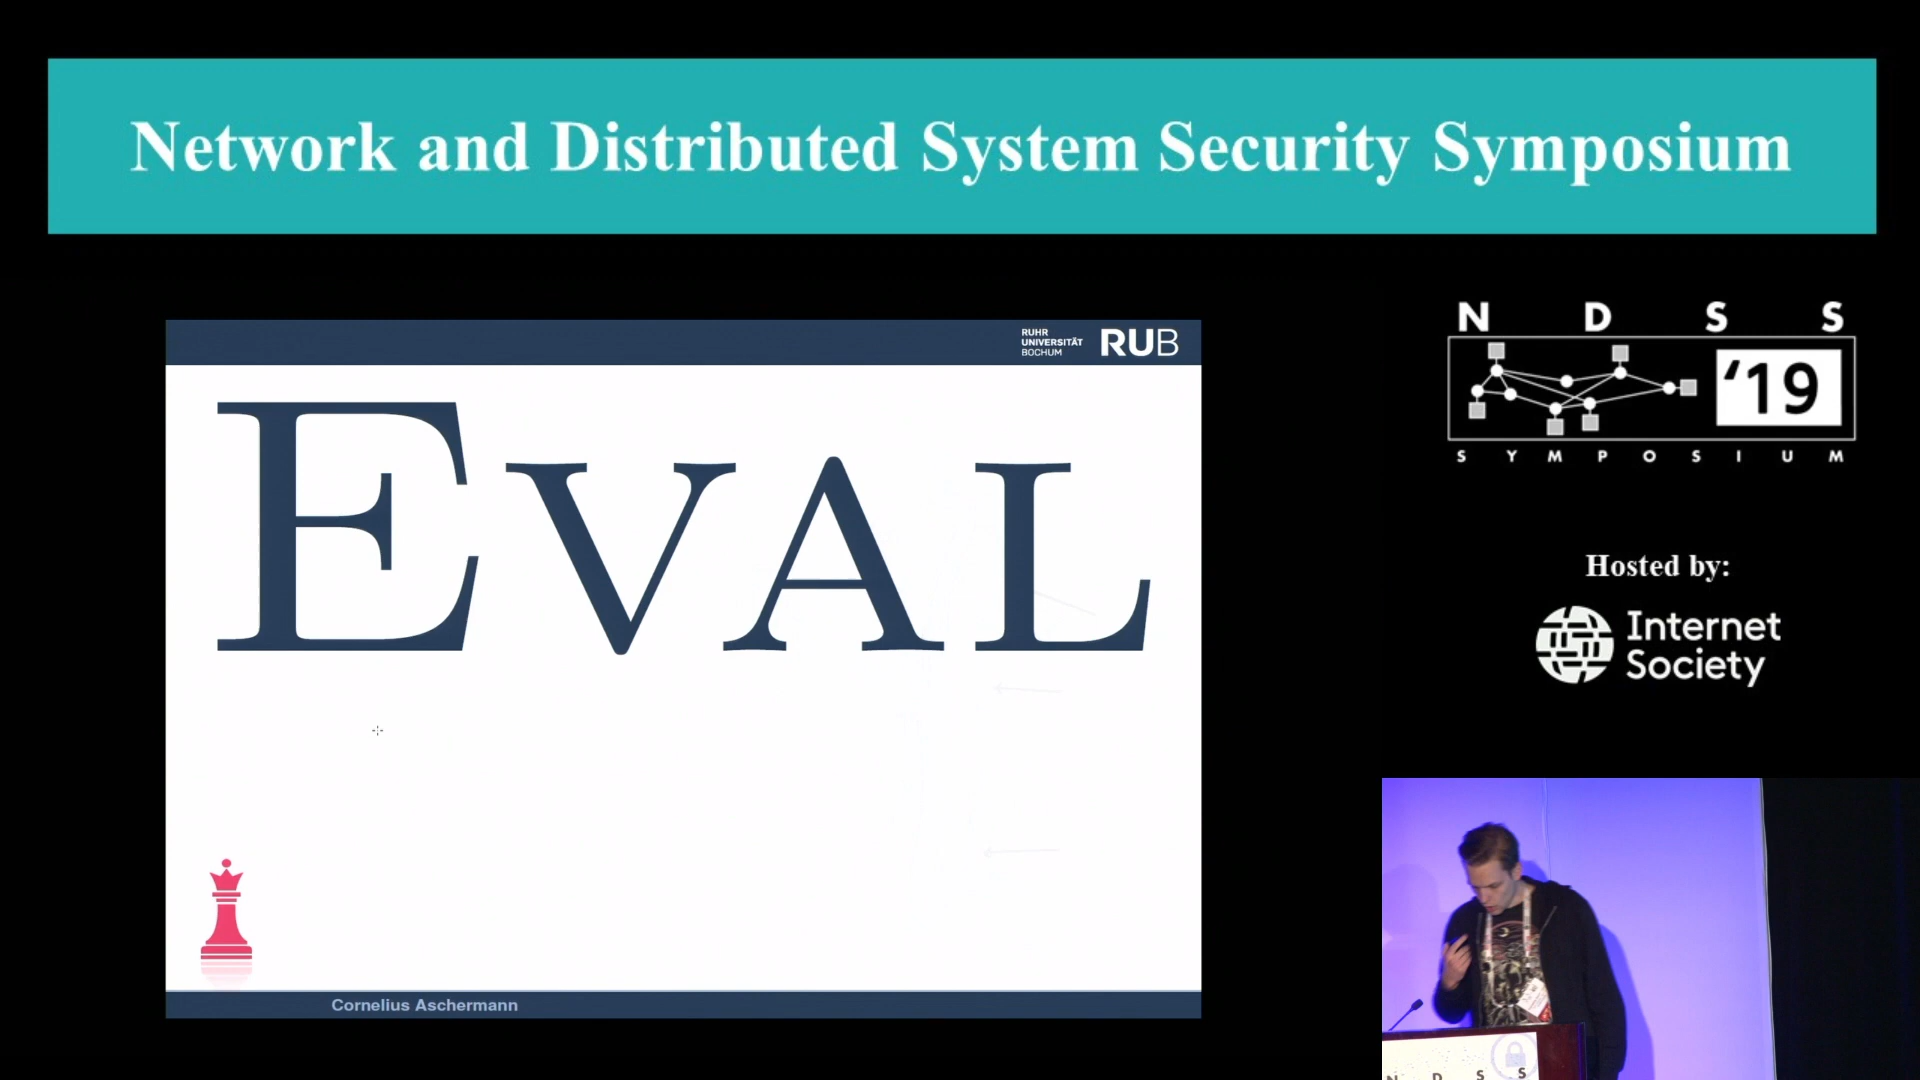 Network and Distributed System Security Symposium
RUHR
UNIVERSITÄT
BOCHUM
RUB
EVAL
Cornelius Aschermann
N D S S
'19
S Y M P O S I U M
Hosted by:
Internet
Society
N D S S